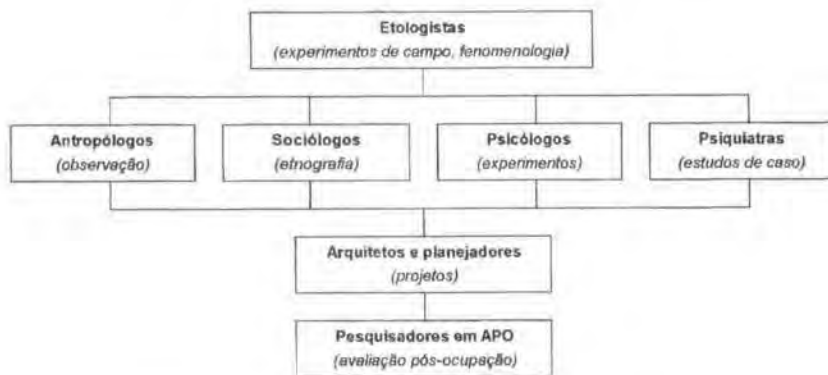 Etologistas
(experimentos de campo, fenomenologia)
Antropólogos
(observação)
Sociólogos
(etnografia)
Psicólogos
(experimentos)
Psiquiatras
(estudos de caso)
Arquitetos e planejadores
(projetos)
Pesquisadores em APO
(avaliação pós-ocupação)